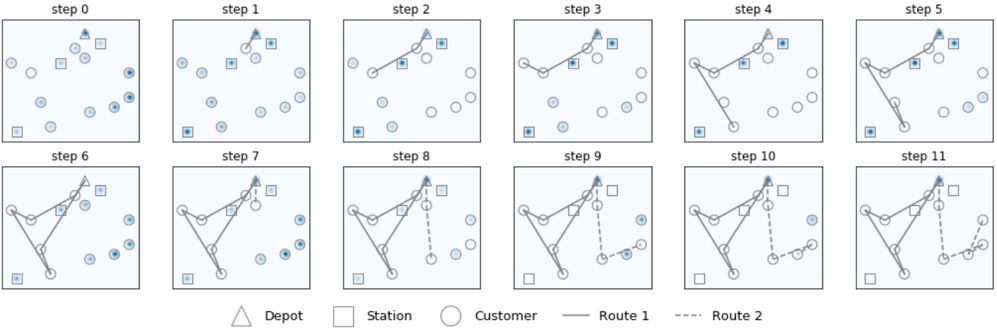 step 0 step 1 step 2 step 3 step 4 step 5
step 6 step 7 step 8 step 9 step 10 step 11
Depot Station Customer Route 1 Route 2